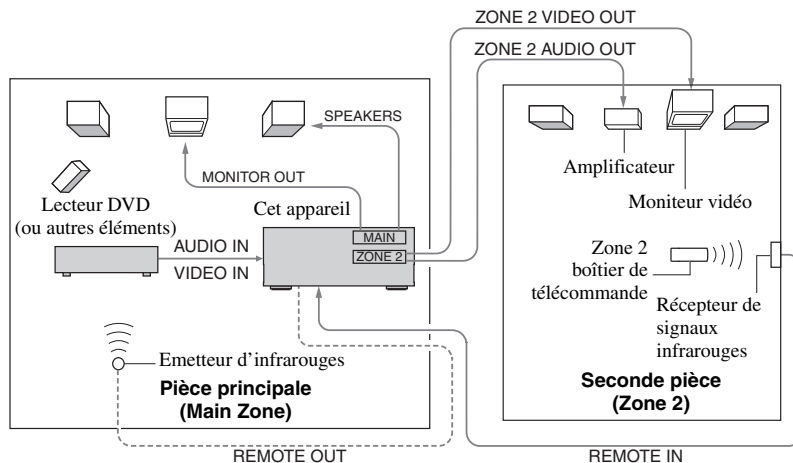 ZONE 2 VIDEO OUT
ZONE 2 AUDIO OUT
SPEAKERS
MONITOR OUT
Lecteur DVD
(ou autres éléments)
Cet appareil
MAIN
ZONE 2
AUDIO IN
VIDEO IN
Emetteur d’infrarouges
Pièce principale
(Main Zone)
REMOTE OUT
Amplificateur
Moniteur vidéo
Zone 2
boîtier de
télécommande
Récepteur de
signaux
infrarouges
Seconde pièce
(Zone 2)
REMOTE IN